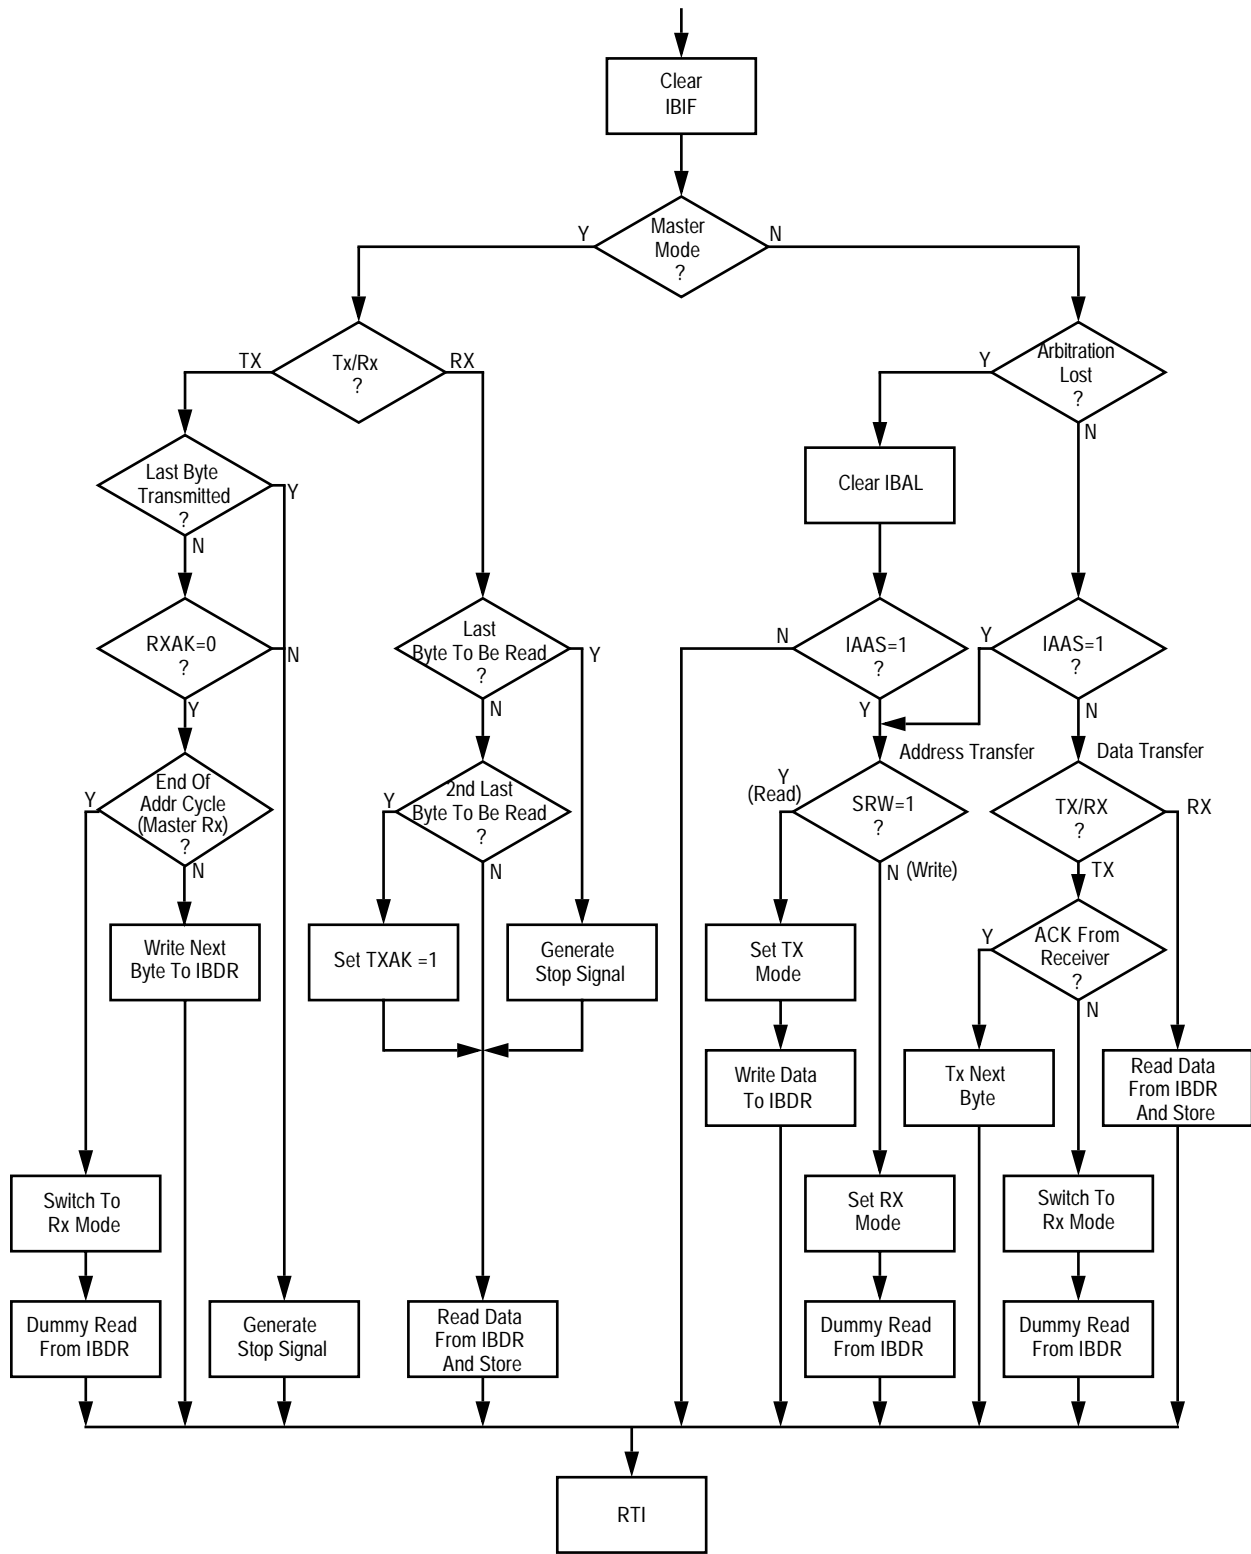 Clear
IBIF
Master
Mode
?
Y
N
Tx/Rx
?
TX
RX
Arbitration
Lost
?
Y
N
Last Byte
Transmitted
?
Y
N
Clear IBAL
RXAK=0
?
N
Y
Last
Byte To Be Read
?
Y
N
IAAS=1
?
N
Y
IAAS=1
?
Y
N
Address Transfer
Data Transfer
End Of
Addr Cycle
(Master Rx)
?
Y
N
2nd Last
Byte To Be Read
?
Y
N
SRW=1
?
Y
(Read)
N (Write)
TX/RX
?
RX
TX
Write Next
Byte To IBDR
Set TXAK =1
Generate
Stop Signal
Set TX
Mode
ACK From
Receiver
?
Y
N
Write Data
To IBDR
Tx Next
Byte
Read Data
From IBDR
And Store
Switch To
Rx Mode
Set RX
Mode
Switch To
Rx Mode
Dummy Read
From IBDR
Generate
Stop Signal
Read Data
From IBDR
And Store
Dummy Read
From IBDR
Dummy Read
From IBDR
RTI